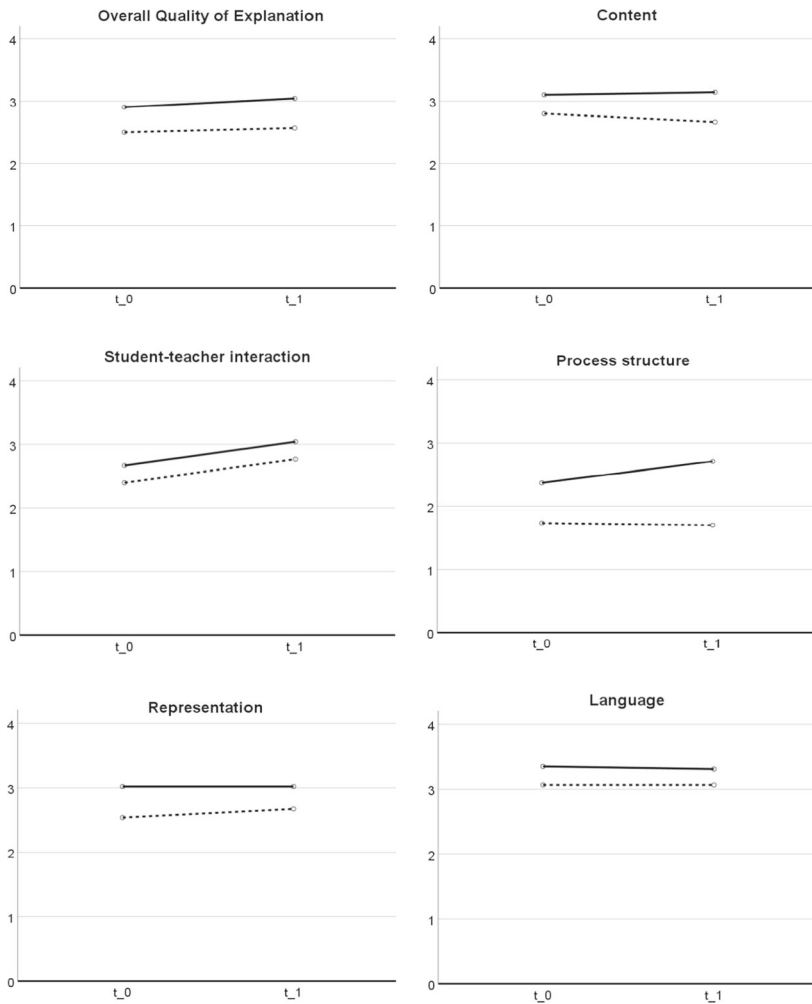 Overall Quality of Explanation
4
3
2
1
0
t_0 t_1
Content
4
3
2
1
0
t_0 t_1
Student-teacher interaction
4
3
2
1
0
t_0 t_1
Process structure
4
3
2
1
0
t_0 t_1
Representation
4
3
2
1
0
t_0 t_1
Language
4
3
2
1
0
t_0 t_1